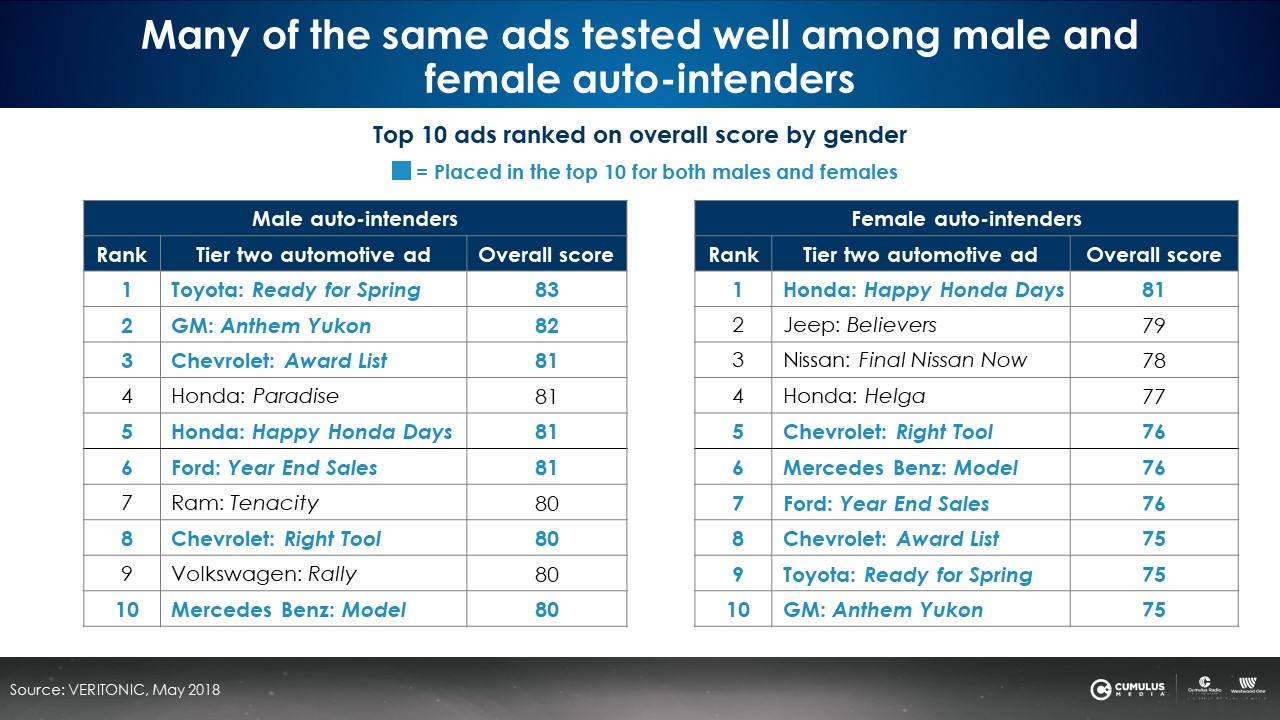 Many of the same ads tested well among male and
female auto-intenders
Top 10 ads ranked on overall score by gender
= Placed in the top 10 for both males and females
Male auto-intenders
Rank Tier two automotive ad Overall score
1 Toyota: Ready for Spring 83
2 GM: Anthem Yukon 82
3 Chevrolet: Award List 81
4 Honda: Paradise 81
5 Honda: Happy Honda Days 81
6 Ford: Year End Sales 81
7 Ram: Tenacity 80
8 Chevrolet: Right Tool 80
9 Volkswagen: Rally 80
10 Mercedes Benz: Model 80
Female auto-intenders
Rank Tier two automotive ad Overall score
1 Honda: Happy Honda Days 81
2 Jeep: Believers 79
3 Nissan: Final Nissan Now 78
4 Honda: Helga 77
5 Chevrolet: Right Tool 76
6 Mercedes Benz: Model 76
7 Ford: Year End Sales 76
8 Chevrolet: Award List 75
9 Toyota: Ready for Spring 75
10 GM: Anthem Yukon 75
Source: VERITONIC, May 2018
CUMULUS
MEDIA
Cumulus Radio
Westwood One